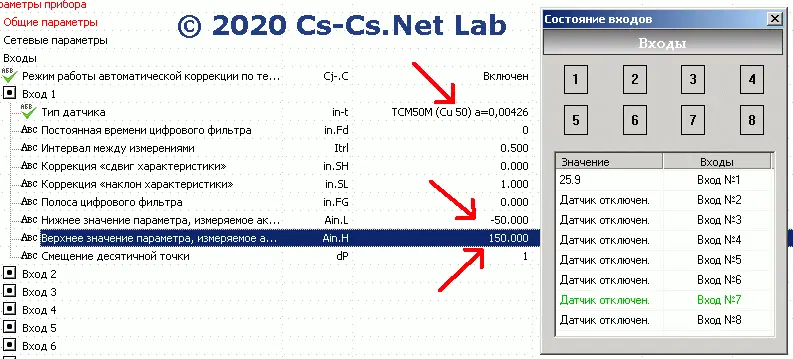 раметры прибора
Общие параметры
© 2020 Cs-Cs.Net Lab
Сетевые параметры
Входы
Режим работы автоматической коррекции по те... Cj-.C Включен
Вход 1
Тип датчика in-t ТСМ50М (Cu 50) a=0,00426
Постоянная времени цифрового фильтра in.Fd 0
Интервал между измерениями Itrl 0.500
Коррекция «сдвиг характеристики» in.SH 0.000
Коррекция «наклон характеристики» in.SL 1.000
Полоса цифрового фильтра in.FG 0.000
Нижнее значение параметра, измеряемое ак... Ain.L -50.000
Верхнее значение параметра, измеряемое а... Ain.H 150.000
Смещение десятичной точки dP 1
Вход 2
Вход 3
Вход 4
Вход 5
Вход 6
Состояние входов
Входы
1 2 3 4
5 6 7 8
Значение Входы
25.9 Вход №1
Датчик отключен. Вход №2
Датчик отключен. Вход №3
Датчик отключен. Вход №4
Датчик отключен. Вход №5
Датчик отключен. Вход №6
Датчик отключен. Вход №7
Датчик отключен. Вход №8